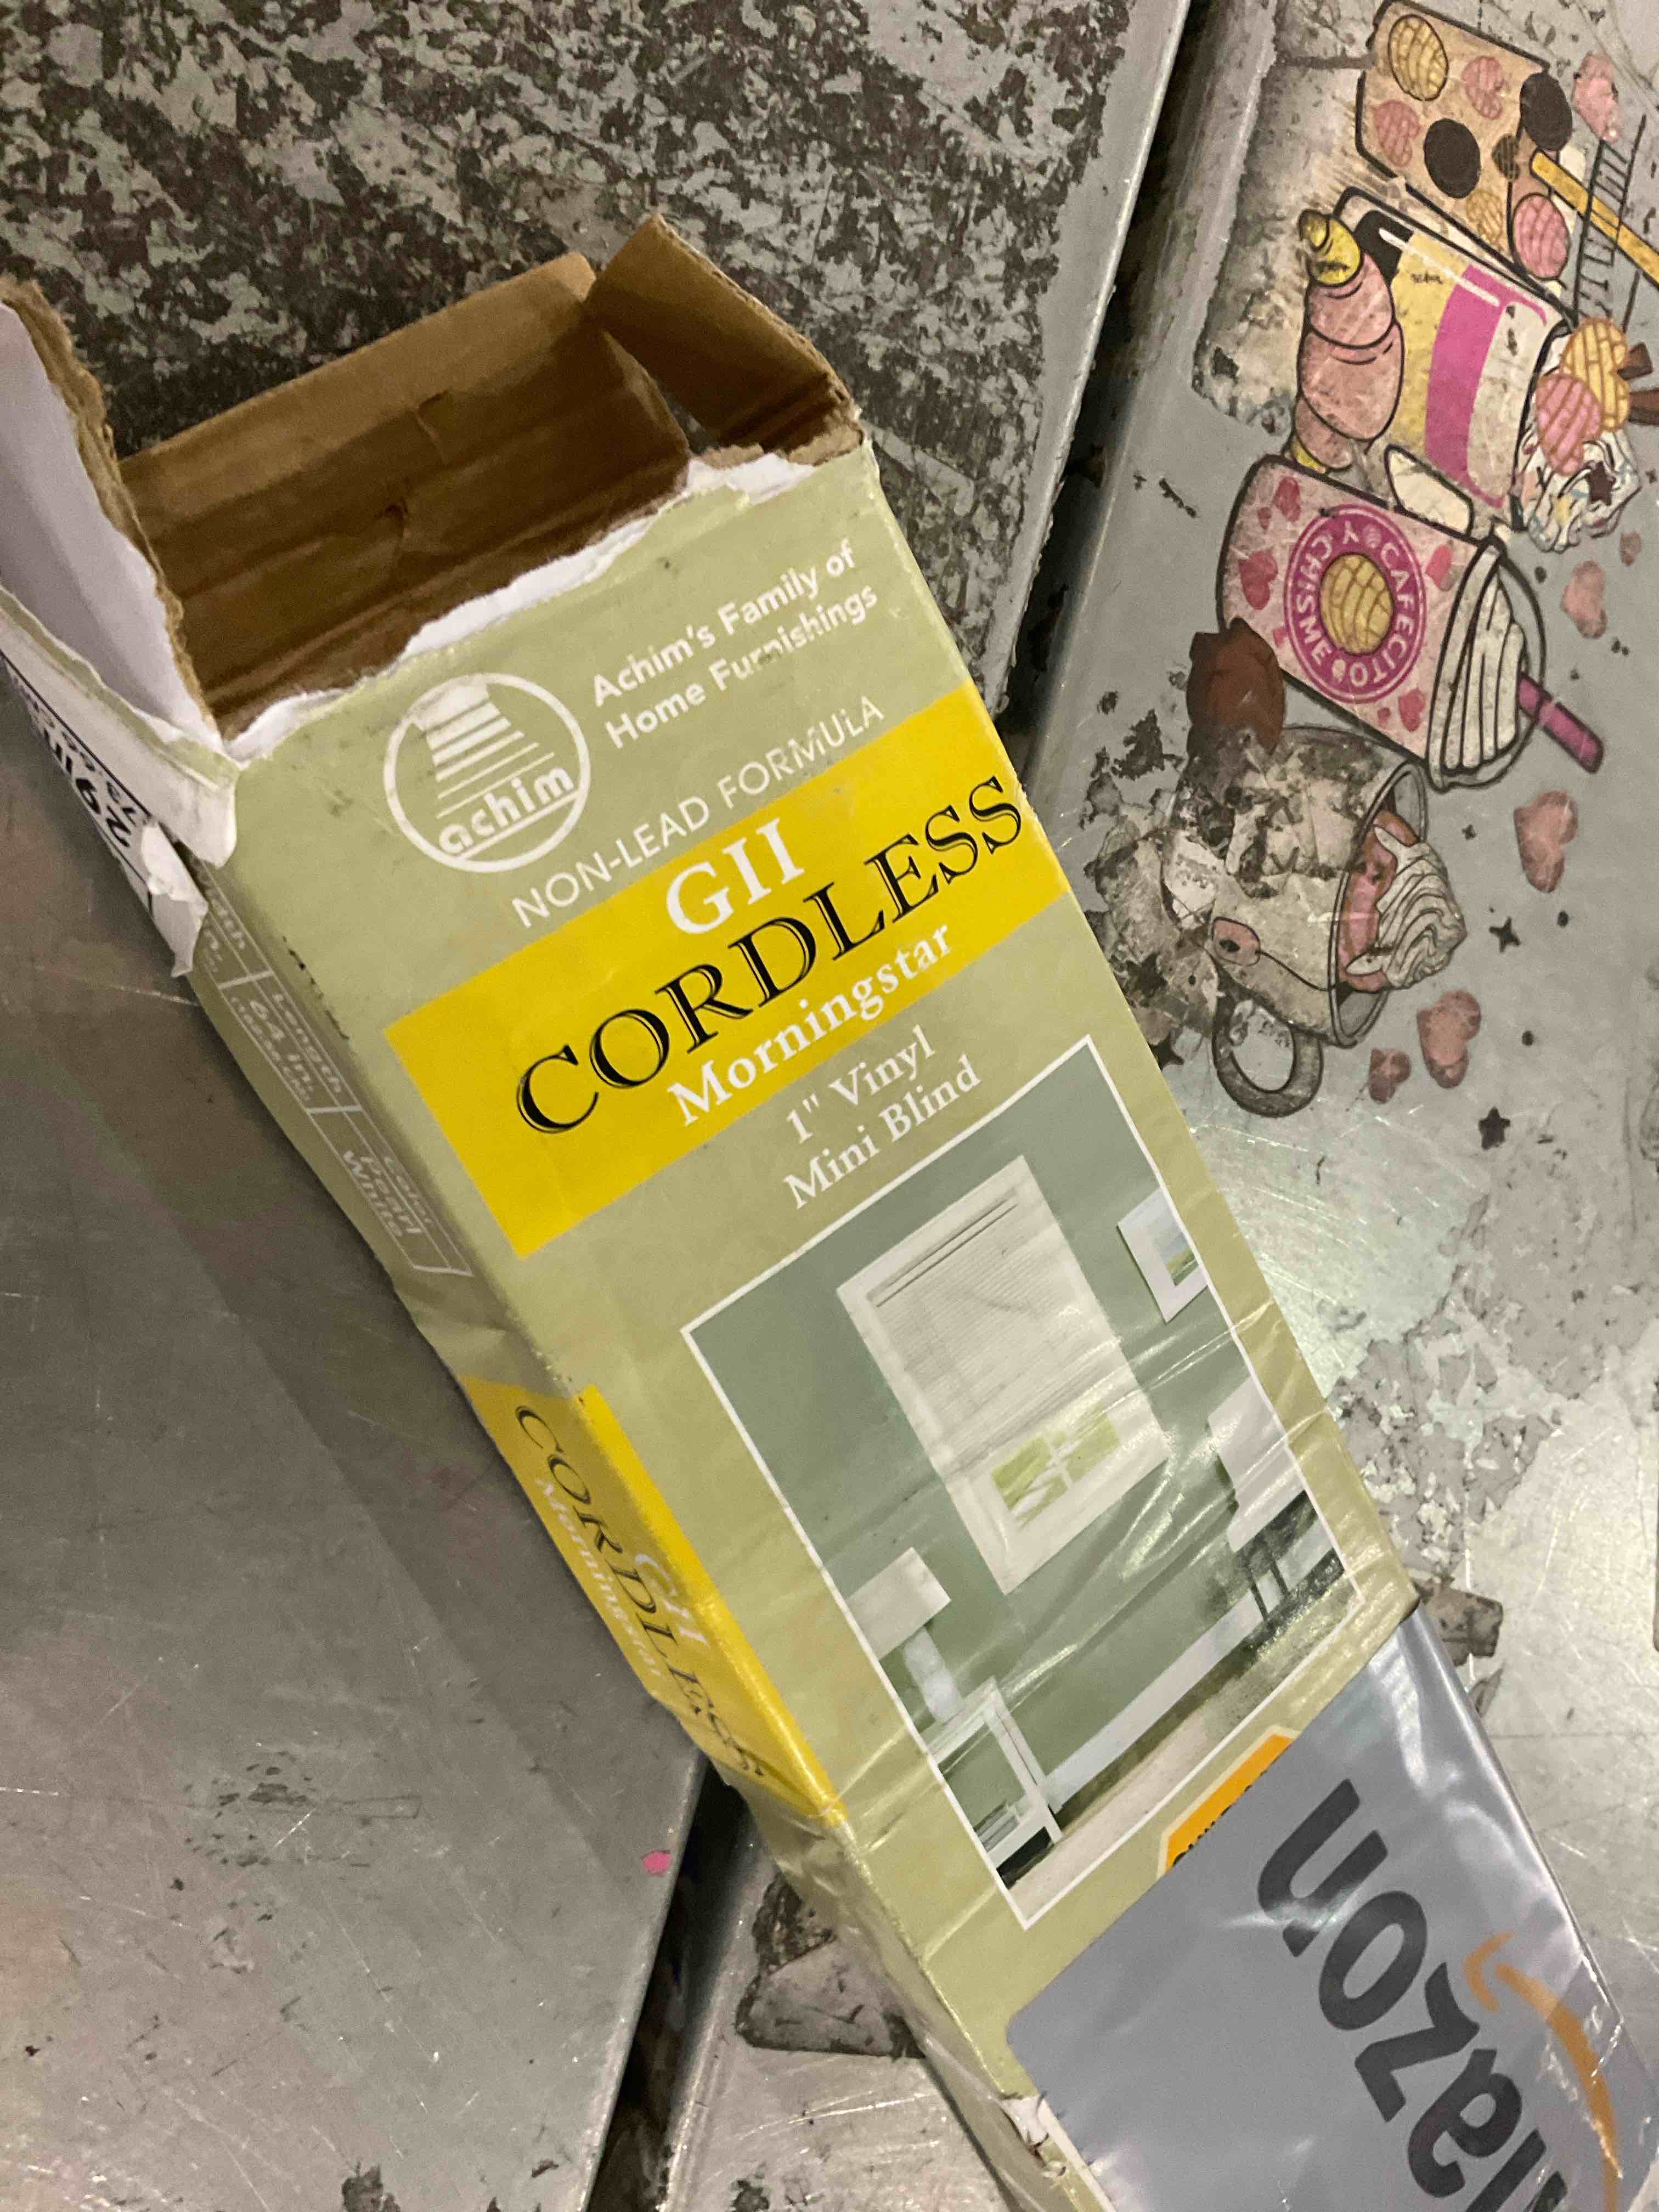 achim
Achim's Family of
Home Furnishings
NON-LEAD FORMULA
GII
CORDLESS
Morningstar
1" Vinyl
Mini Blind
29in
Length
64 in.
Color
Pearl
White
GII
CORDLESS
Morningstar
CAFECITO
Y CHISME